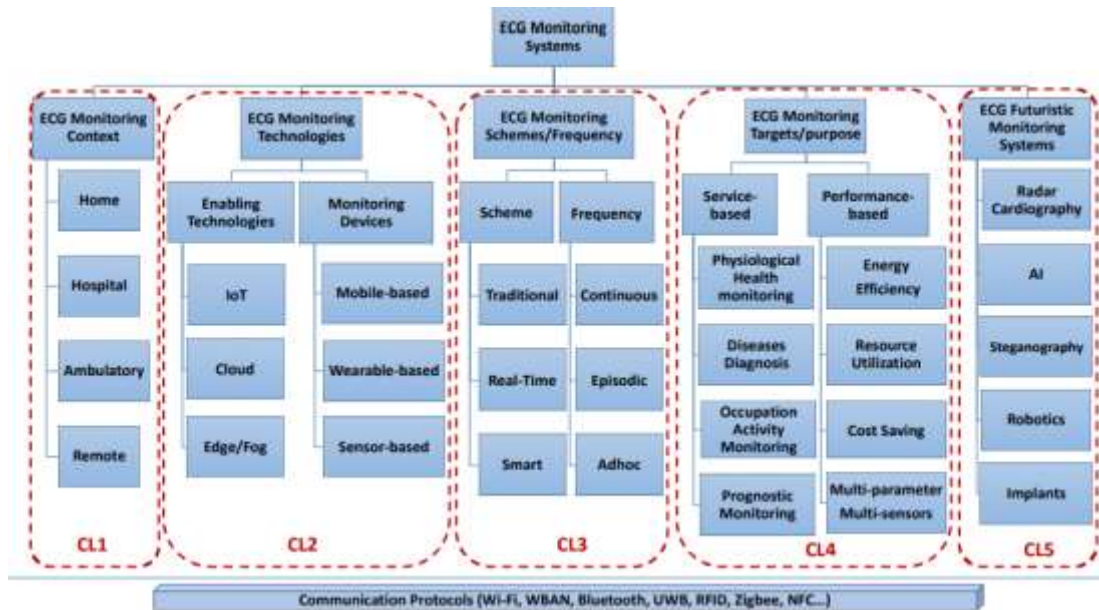 ECG Monitoring
Systems
ECG Monitoring
Context
Home
Hospital
Ambulatory
Remote
CL1
ECG Monitoring
Technologies
Enabling
Technologies
IoT
Cloud
Edge/Fog
Monitoring
Devices
Mobile-based
Wearable-based
Sensor-based
CL2
ECG Monitoring
Schemes/Frequency
Scheme
Traditional
Real-Time
Smart
Frequency
Continuous
Episodic
Adhoc
CL3
ECG Monitoring
Targets/purpose
Service-
based
Physiological
Health
monitoring
Diseases
Diagnosis
Occupation
Activity
Monitoring
Prognostic
Monitoring
Performance-
based
Energy
Efficiency
Resource
Utilization
Cost Saving
Multi-parameter
Multi-sensors
CL4
ECG Futuristic
Monitoring
Systems
Radar
Cardiography
AI
Steganography
Robotics
Implants
CL5
Communication Protocols (Wi-Fi, WBAN, Bluetooth, UWB, RFID, Zigbee, NFC...)